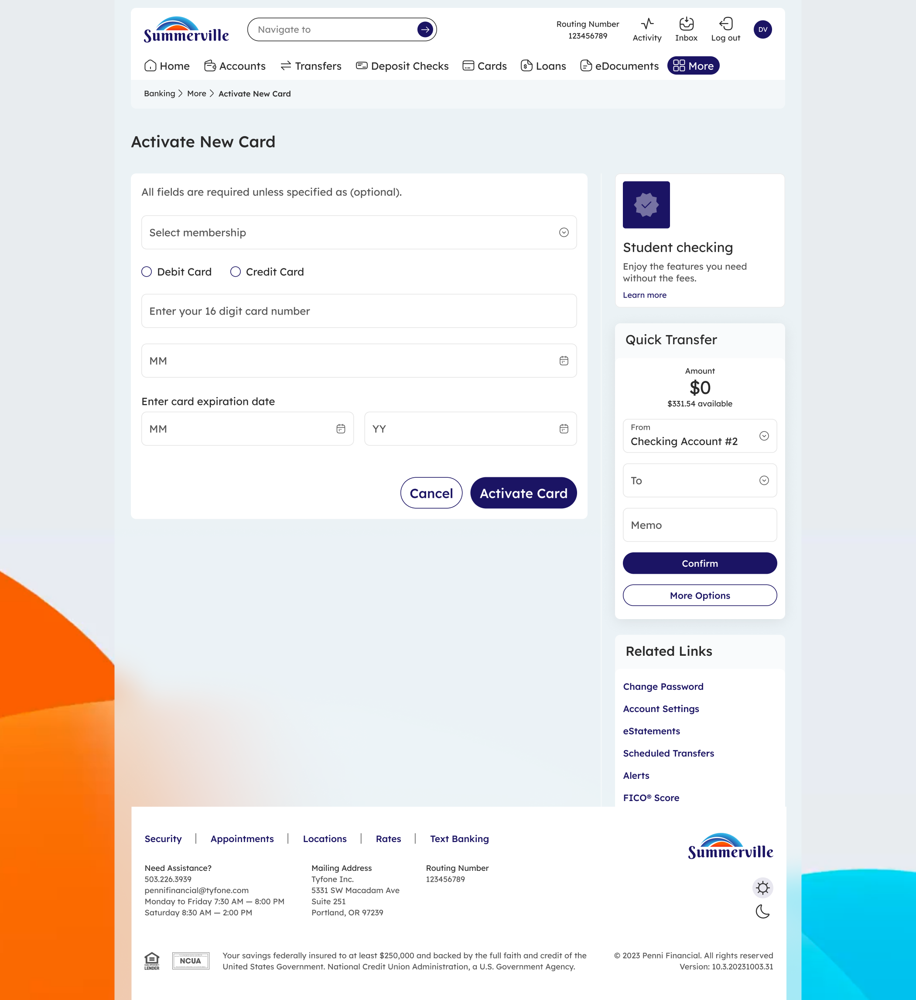 Summerville
Navigate to
Routing Number
123456789
Activity
Inbox
Log out
DV
Home
Accounts
Transfers
Deposit Checks
Cards
Loans
eDocuments
More
Banking
More
Activate New Card
Activate New Card
All fields are required unless specified as (optional).
Select membership
Debit Card
Credit Card
Enter your 16 digit card number
MM
Enter card expiration date
MM
YY
Cancel
Activate Card
Student checking
Enjoy the features you need
without the fees.
Learn more
Quick Transfer
Amount
$0
$331.54 available
From
Checking Account #2
To
Memo
Confirm
More Options
Related Links
Change Password
Account Settings
eStatements
Scheduled Transfers
Alerts
FICO® Score
Security
Appointments
Locations
Rates
Text Banking
Summerville
Need Assistance?
503.226.3939
pennifinancial@tyfone.com
Monday to Friday 7:30 AM — 8:00 PM
Saturday 8:30 AM — 2:00 PM
Mailing Address
Tyfone Inc.
5331 SW Macadam Ave
Suite 251
Portland, OR 97239
Routing Number
123456789
LENDER
NCUA
Your savings federally insured to at least $250,000 and backed by the full faith and credit of the
United States Government. National Credit Union Administration, a U.S. Government Agency.
© 2023 Penni Financial. All rights reserved
Version: 10.3.20231003.31